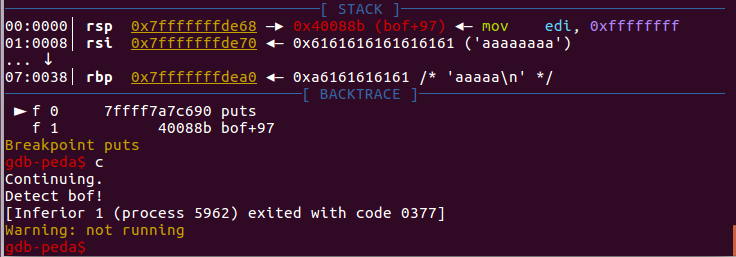 [ STACK ]
00:0000│ rsp 0x7fffffffde68 —▸ 0x40088b (bof+97) ◂— mov edi, 0xffffffff
01:0008│ rsi 0x7fffffffde70 ◂— 0x6161616161616161 ('aaaaaaaa')
... ↓
07:0038│ rbp 0x7fffffffdea0 ◂— 0xa6161616161 /* 'aaaaa\n' */
[ BACKTRACE ]
► f 0 7ffff7a7c690 puts
f 1 40088b bof+97
Breakpoint puts
gdb-peda$ c
Continuing.
Detect bof!
[Inferior 1 (process 5962) exited with code 0377]
Warning: not running
gdb-peda$